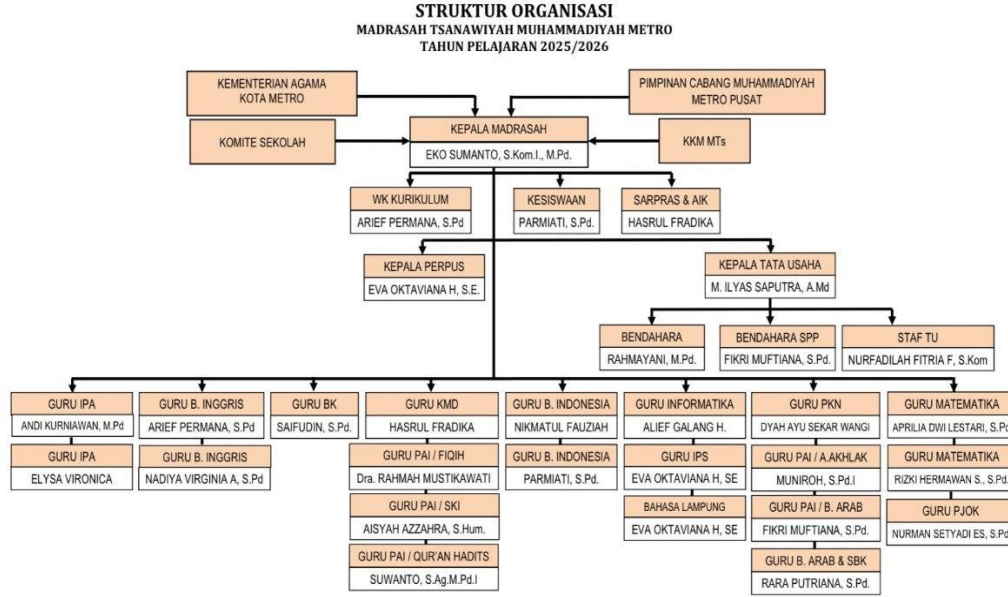 STRUKTUR ORGANISASI
MADRASAH TSANAWIYAH MUHAMMADIYAH METRO
TAHUN PELAJARAN 2025/2026
KEMENTERIAN AGAMA
KOTA METRO
PIMPINAN CABANG MUHAMMADIYAH
METRO PUSAT
KOMITE SEKOLAH
KEPALA MADRASAH
EKO SUMANTO, S.Kom.I., M.Pd.
KKM MTs
WK KURIKULUM
ARIEF PERMANA, S.Pd
KESISWAAN
PARMIATI, S.Pd.
SARPRAS & AIK
HASRUL FRADIKA
KEPALA PERPUS
EVA OKTAVIANA H, S.E.
KEPALA TATA USAHA
M. ILYAS SAPUTRA, A.Md
BENDAHARA
RAHMAYANI, M.Pd.
BENDAHARA SPP
FIKRI MUFTIANA, S.Pd.
STAF TU
NURFADILAH FITRIA F, S.Kom
GURU IPA
ANDI KURNIAWAN, M.Pd
GURU IPA
ELYSA VIRONICA
GURU B. INGGRIS
ARIEF PERMANA, S.Pd
GURU B. INGGRIS
NADIYA VIRGINIA A, S.Pd
GURU BK
SAIFUDIN, S.Pd.
GURU KMD
HASRUL FRADIKA
GURU PAI / FIQIH
Dra. RAHMAH MUSTIKAWATI
GURU PAI / SKI
AISYAH AZZAHRA, S.Hum.
GURU PAI / QUR'AN HADITS
SUWANTO, S.Ag.M.Pd.I
GURU B. INDONESIA
NIKMATUL FAUZIAH
GURU B. INDONESIA
PARMIATI, S.Pd.
GURU INFORMATIKA
ALIEF GALANG H.
GURU IPS
EVA OKTAVIANA H, SE
BAHASA LAMPUNG
EVA OKTAVIANA H, SE
GURU PKN
DYAH AYU SEKAR WANGI
GURU PAI / A.AKHLAK
MUNIROH, S.Pd.I
GURU PAI / B. ARAB
FIKRI MUFTIANA, S.Pd.
GURU B. ARAB & SBK
RARA PUTRIANA, S.Pd.
GURU MATEMATIKA
APRILIA DWI LESTARI, S.Pd
GURU MATEMATIKA
RIZKI HERMAWAN S., S.Pd.
GURU PJOK
NURMAN SETYADI ES, S.Pd